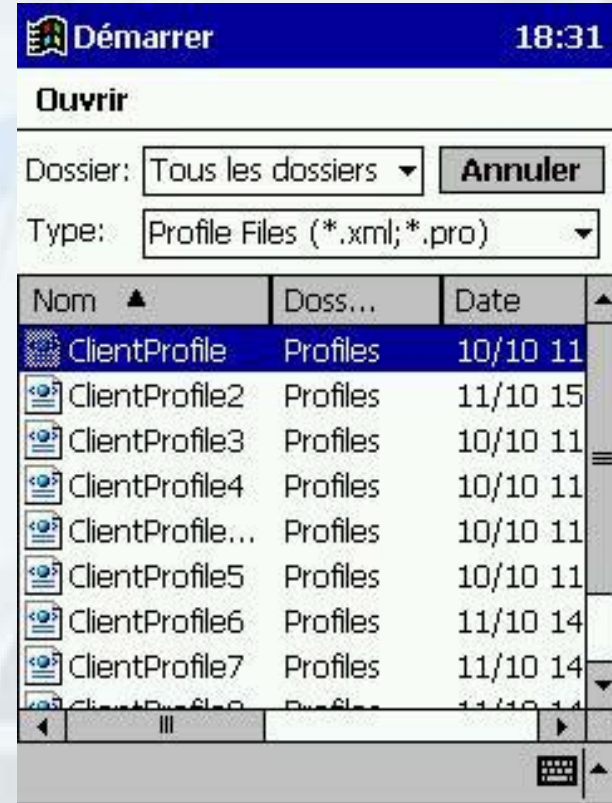 Démarrer 18:31
Ouvrir
Dossier: Tous les dossiers Annuler
Type: Profile Files (*.xml;*.pro)
Nom Doss... Date
ClientProfile Profiles 10/10 11
ClientProfile2 Profiles 11/10 15
ClientProfile3 Profiles 10/10 11
ClientProfile4 Profiles 10/10 11
ClientProfile... Profiles 10/10 11
ClientProfile5 Profiles 10/10 11
ClientProfile6 Profiles 11/10 14
ClientProfile7 Profiles 11/10 14